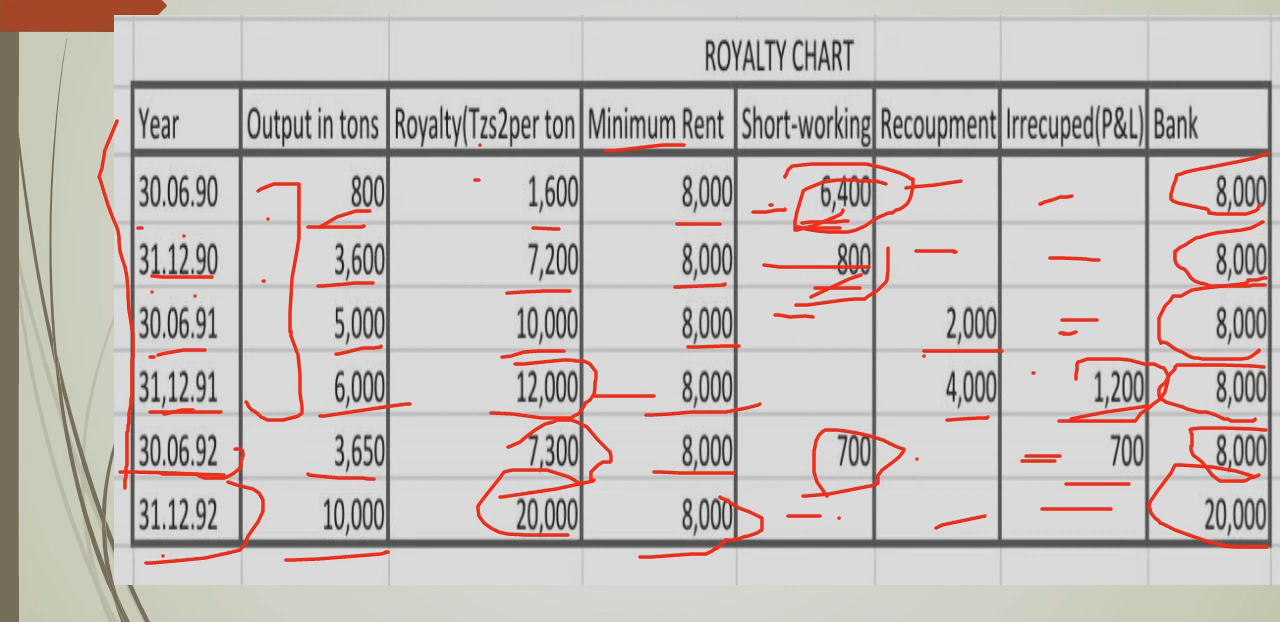 ROYALTY CHART
Year Output in tons Royalty(Tzs2per ton Minimum Rent Short-working Recoupment Irrecuped(P&L) Bank
30.06.90 800 1,600 8,000 6,400 8,000
31.12.90 3,600 7,200 8,000 800 8,000
30.06.91 5,000 10,000 8,000 2,000 8,000
31,12.91 6,000 12,000 8,000 4,000 1,200 8,000
30.06.92 3,650 7,300 8,000 700 700 8,000
31.12.92 10,000 20,000 8,000 20,000